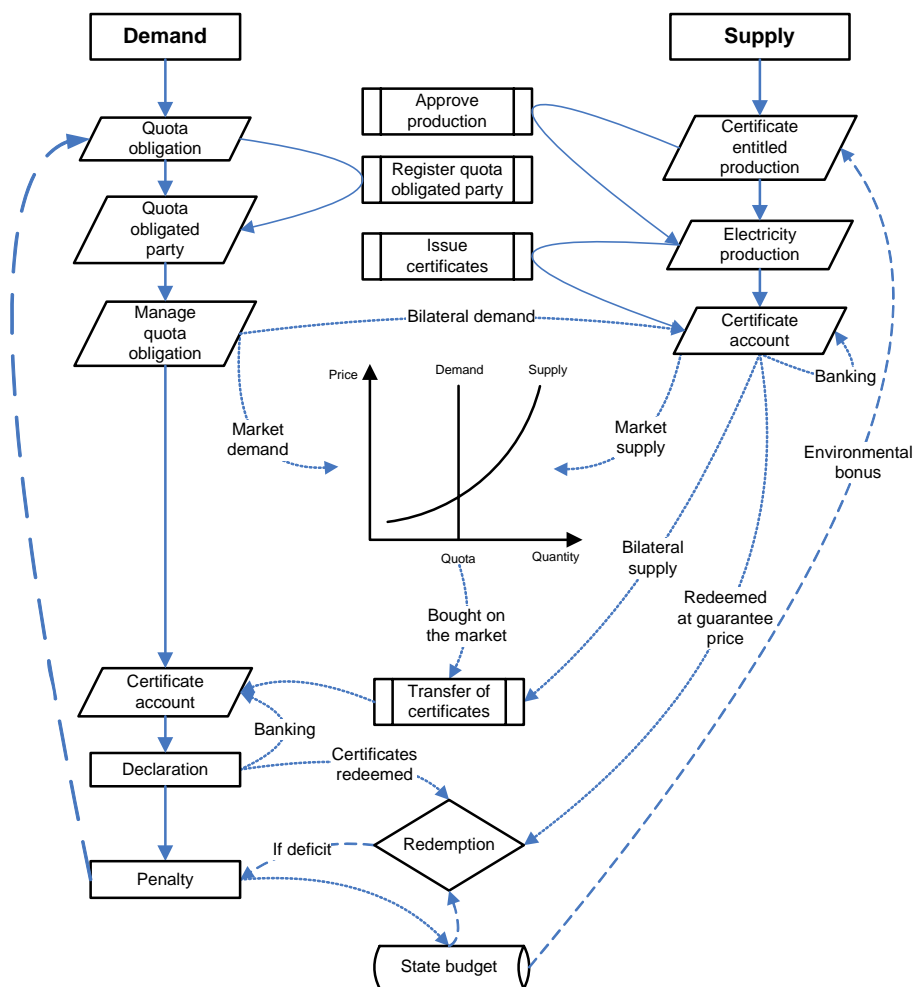 Demand
Supply
Approve
production
Quota
obligation
Certificate
entitled
production
Register quota
obligated party
Quota
obligated
party
Issue
certificates
Electricity
production
Manage
quota
obligation
Bilateral demand
Certificate
account
Banking
Price
Demand
Supply
Market
demand
Market
supply
Environmental
bonus
Quota
Quantity
Bilateral
supply
Redeemed
at guarantee
price
Bought on
the market
Certificate
account
Transfer of
certificates
Banking
Declaration
Certificates
redeemed
Redemption
If deficit
Penalty
State budget